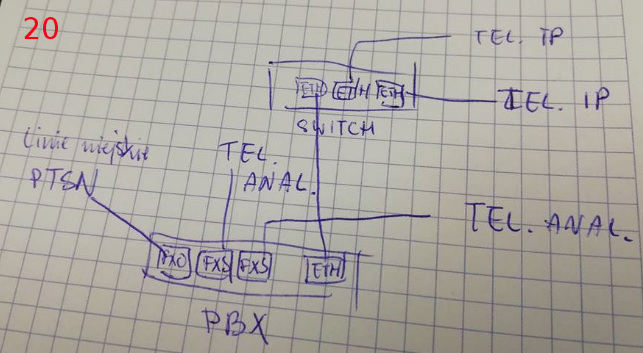 20
TEL. IP
ETH ETH ETH
TEL. IP
SWITCH
Linie miejskie
PTSN
TEL.
ANAL.
TEL. ANAL.
FXO FXS FXS ETH
PBX